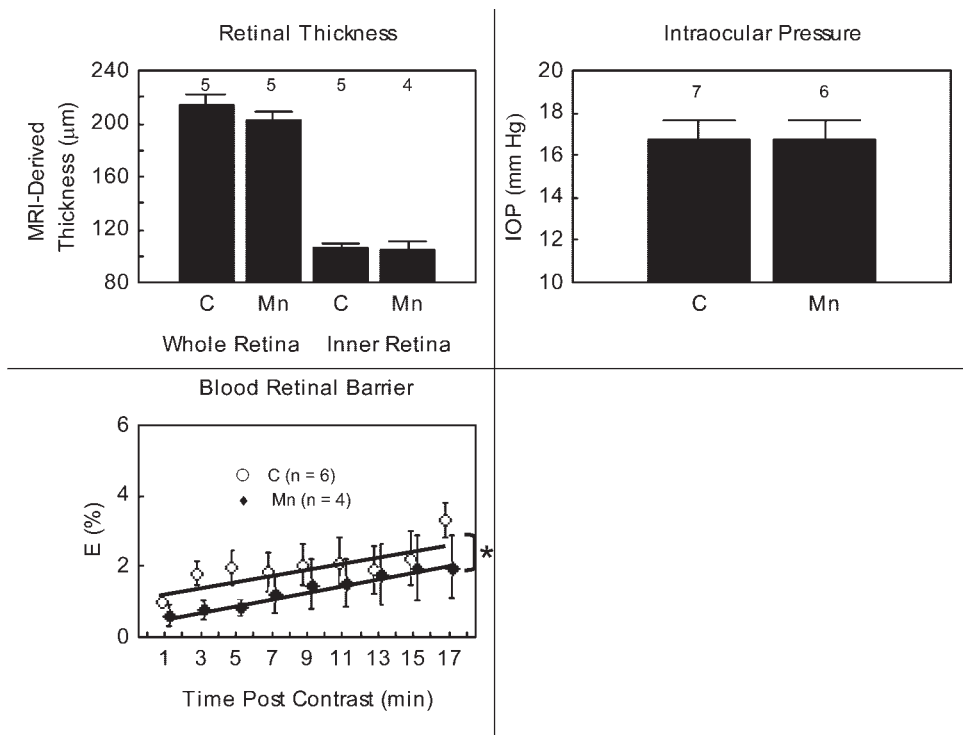 Retinal Thickness
MRI-Derived
Thickness (µm)
240
200
160
120
80
5 5 5 4
C Mn C Mn
Whole Retina Inner Retina
Intraocular Pressure
IOP (mm Hg)
20
18
16
14
12
10
7 6
C Mn
Blood Retinal Barrier
E (%)
6
4
2
0
C (n = 6)
Mn (n = 4)
*
1 3 5 7 9 11 13 15 17
Time Post Contrast (min)